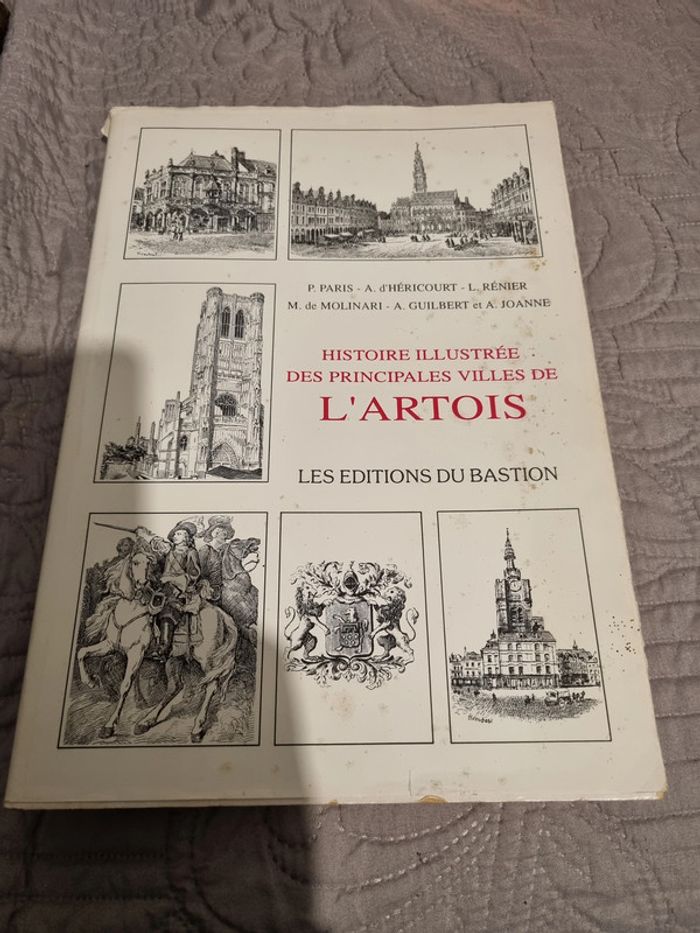 P. PARIS - A. d'HÉRICOURT - L. RÉNIER
M. de MOLINARI - A. GUILBERT et A. JOANNE
HISTOIRE ILLUSTRÉE
DES PRINCIPALES VILLES DE
L'ARTOIS
LES EDITIONS DU BASTION